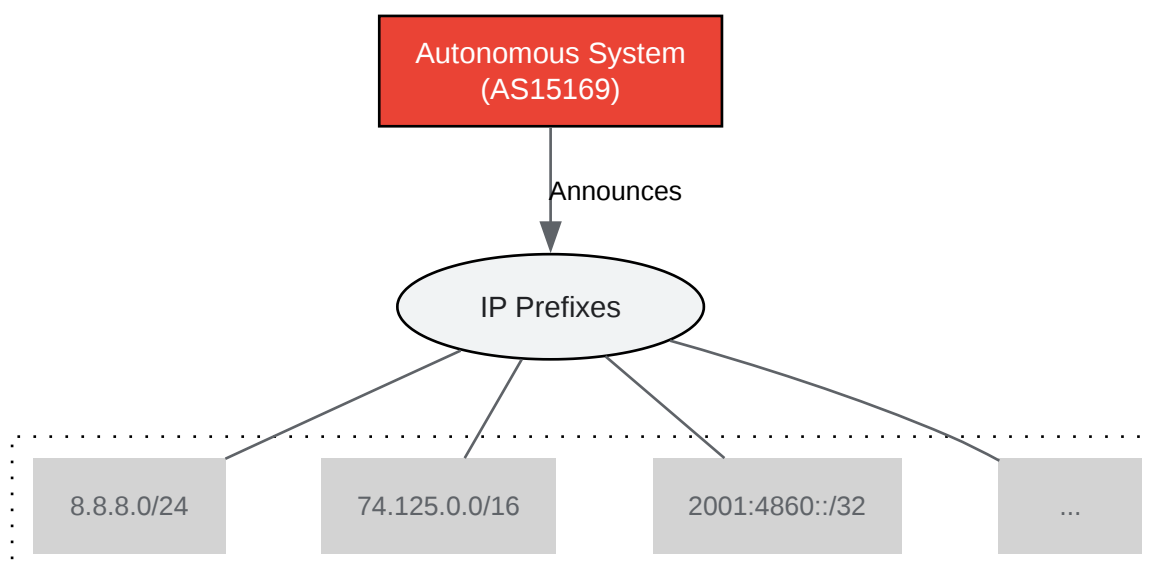 Autonomous System
(AS15169)
Announces
IP Prefixes
8.8.8.0/24
74.125.0.0/16
2001:4860::/32
...